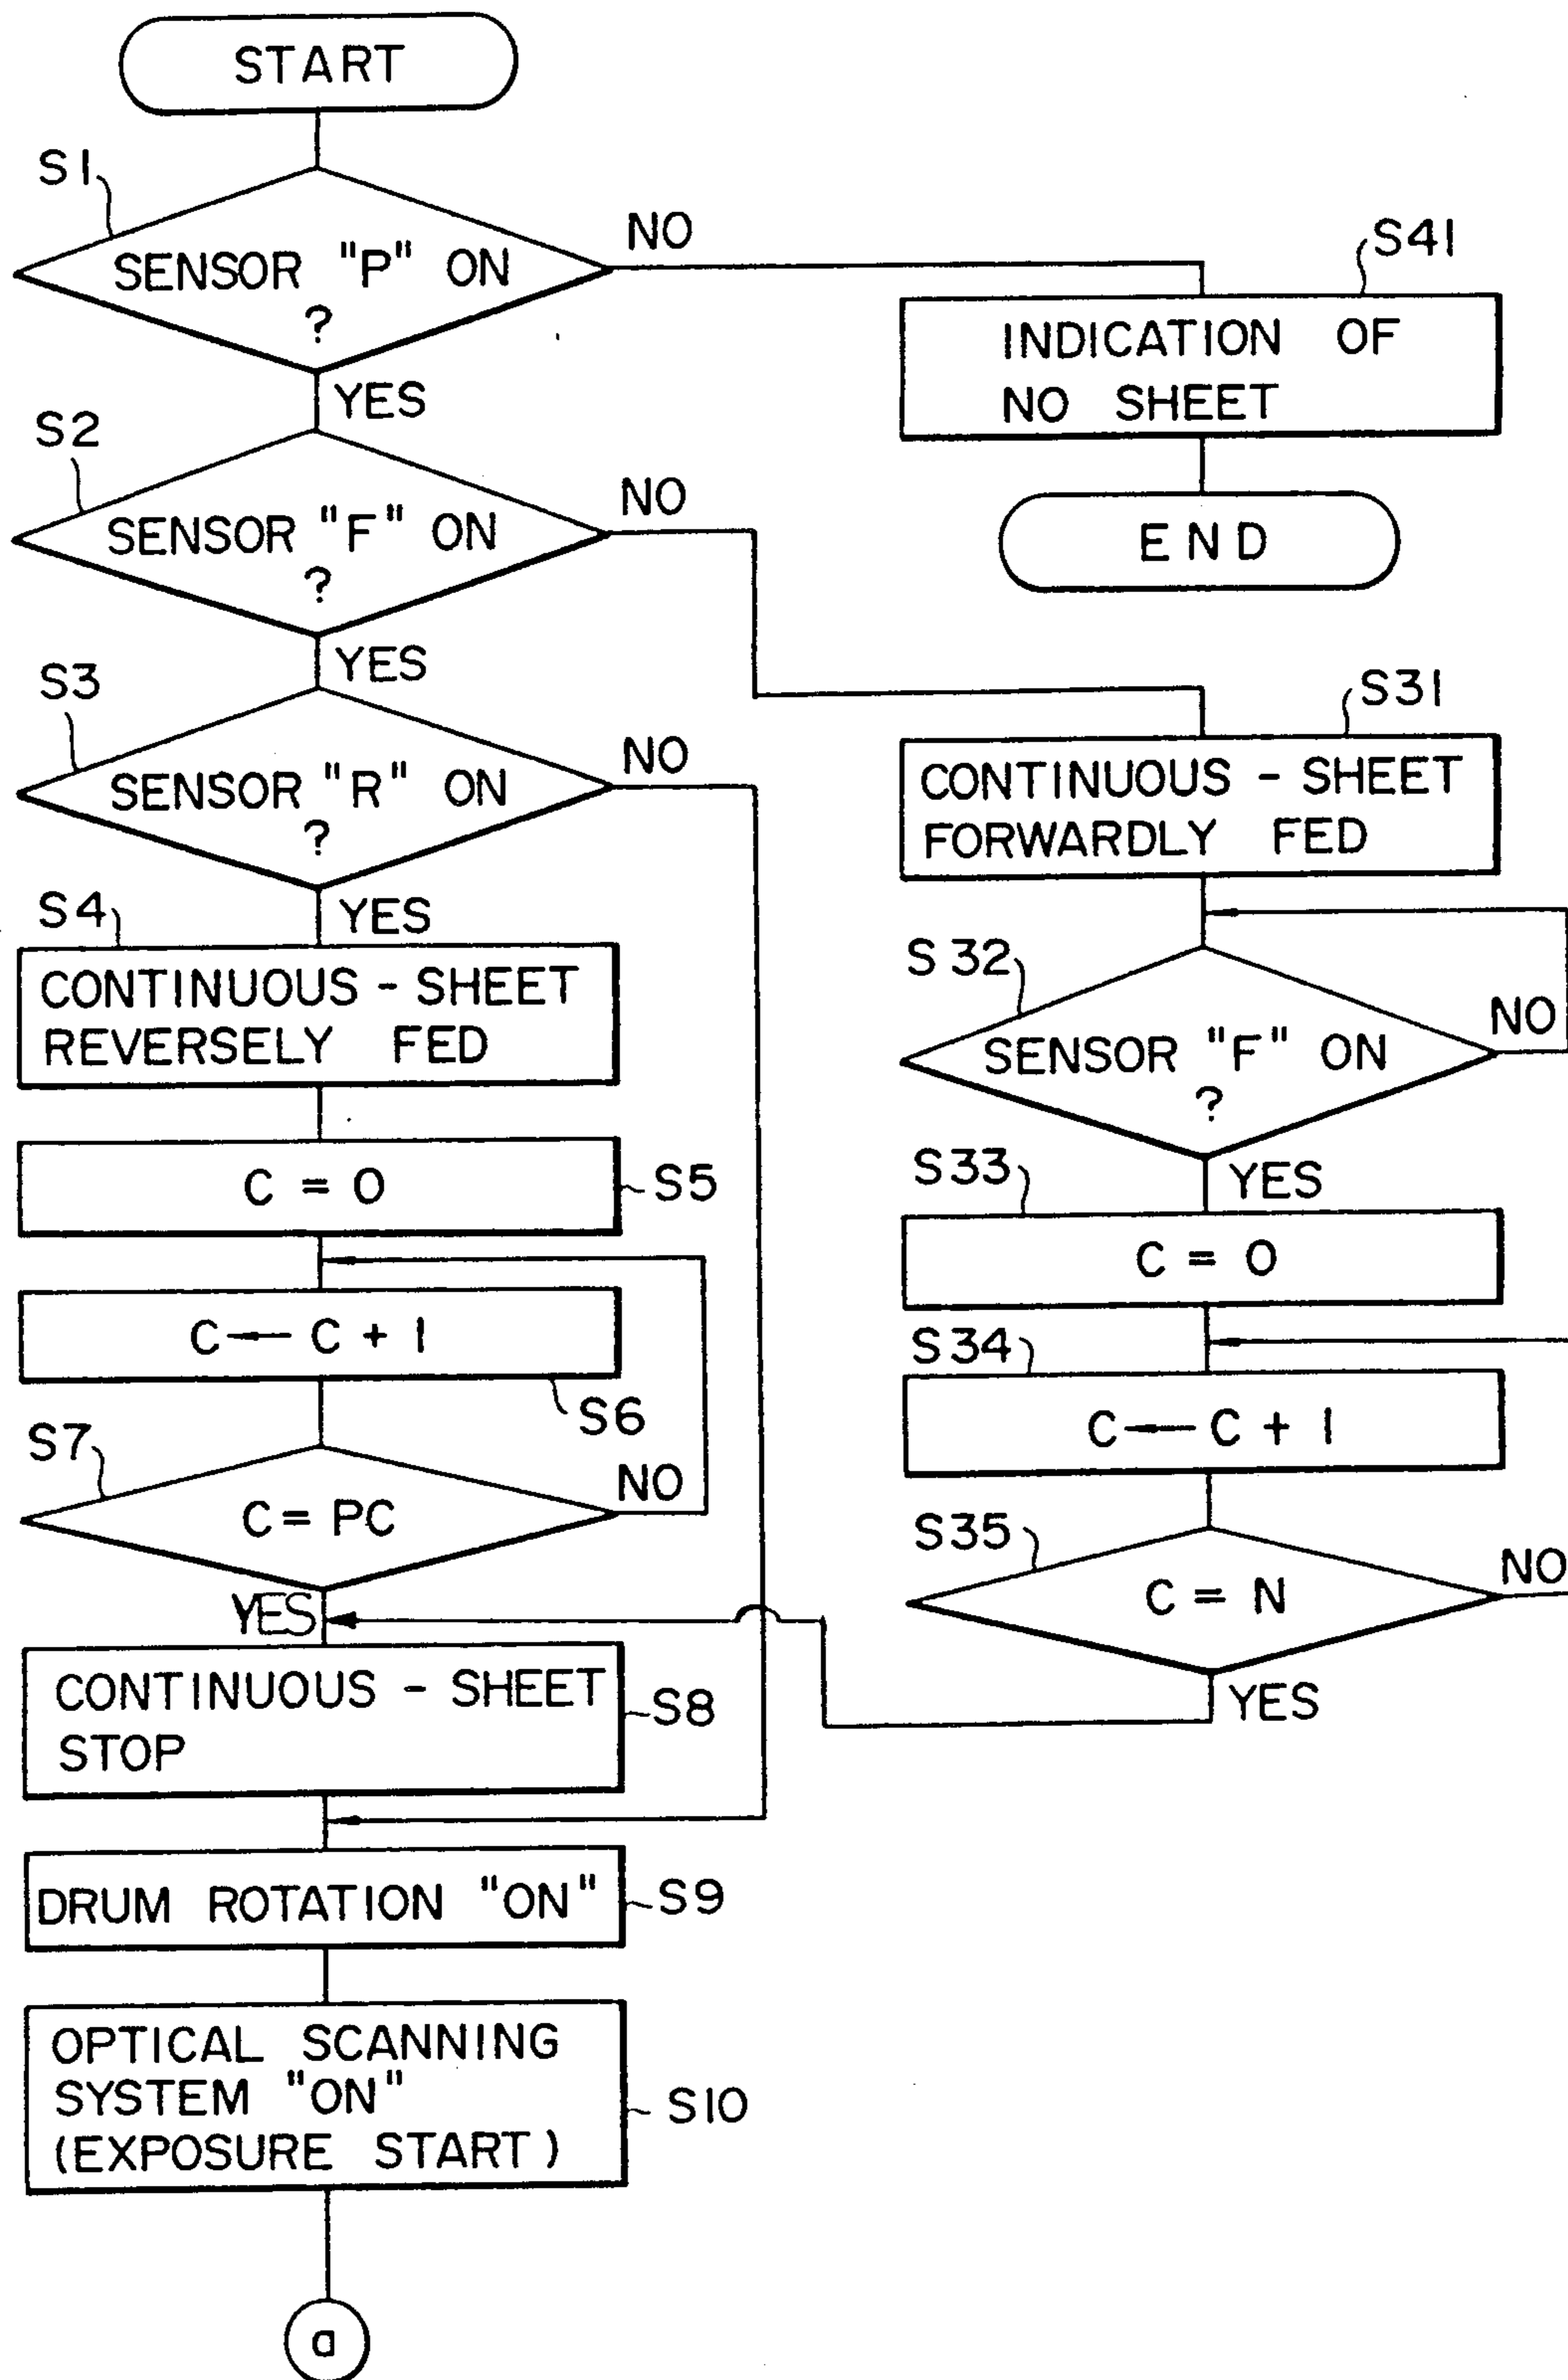 START
S1
SENSOR "P" ON
?
NO
YES
S41
INDICATION OF
NO SHEET
END
S2
SENSOR "F" ON
?
NO
YES
S3
SENSOR "R" ON
?
NO
YES
S4
CONTINUOUS - SHEET
REVERSELY FED
C = 0
S5
C ← C + 1
S6
S7
C = PC
NO
YES
CONTINUOUS - SHEET
STOP
S8
DRUM ROTATION "ON"
S9
OPTICAL SCANNING
SYSTEM "ON"
(EXPOSURE START)
S10
a
S31
CONTINUOUS - SHEET
FORWARDLY FED
S32
SENSOR "F" ON
?
NO
YES
S33
C = 0
S34
C ← C + 1
S35
C = N
NO
YES